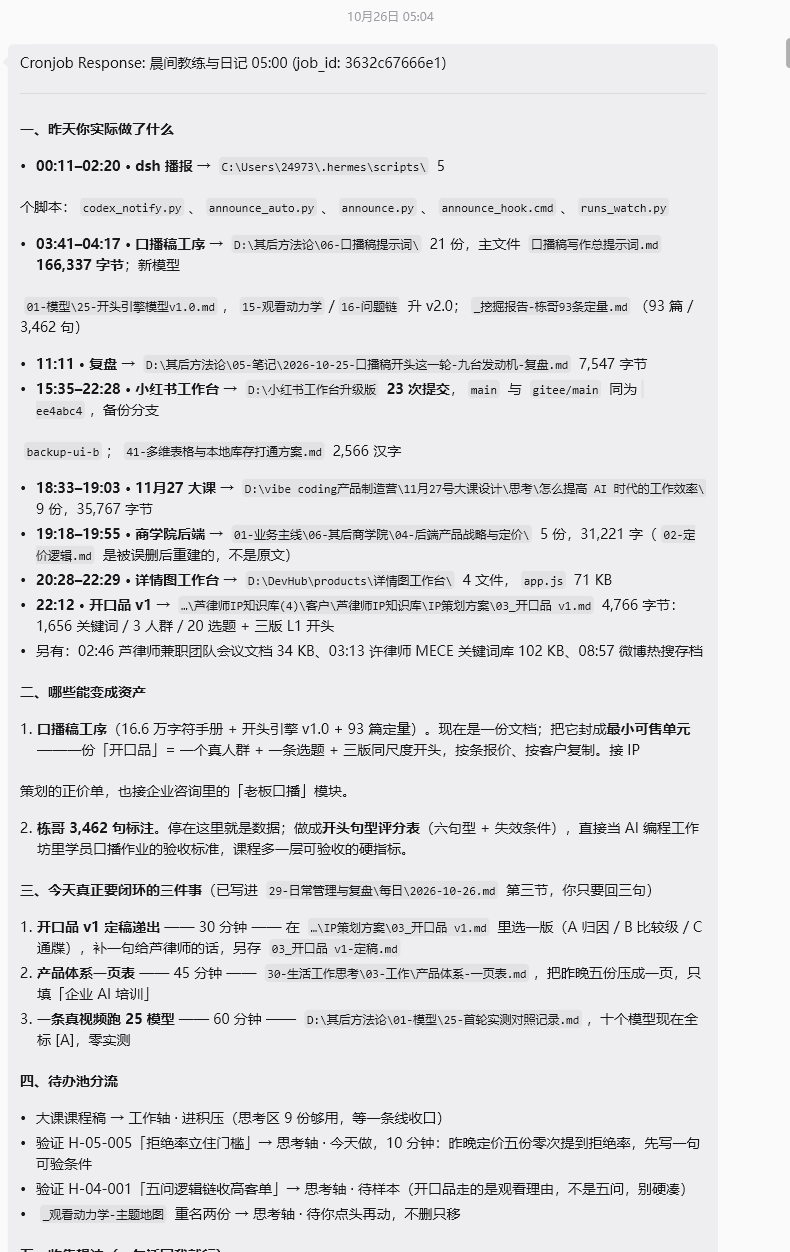 10月26日 05:04
Cronjob Response: 晨间教练与日记 05:00 (job_id: 3632c67666e1)
一、昨天你实际做了什么
• 00:11–02:20 • dsh 播报 → C:\Users\24973\.hermes\scripts\ 5
个脚本： codex_notify.py 、 announce_auto.py 、 announce.py 、 announce_hook.cmd 、 runs_watch.py
• 03:41–04:17 • 口播稿工序 → D:\其后方法论\06-口播稿提示词\ 21 份，主文件 口播稿写作总提示词.md
166,337 字节；新模型
01-模型\25-开头引擎模型v1.0.md ， 15-观看动力学 / 16-问题链 升 v2.0； _挖掘报告-栋哥93条定量.md （93 篇 /
3,462 句）
• 11:11 • 复盘 → D:\其后方法论\05-笔记\2026-10-25-口播稿开头这一轮-九台发动机-复盘.md 7,547 字节
• 15:35–22:28 • 小红书工作台 → D:\小红书工作台升级版 23 次提交， main 与 gitee/main 同为
ee4abc4 ，备份分支
backup-ui-b ； 41-多维表格与本地库存打通方案.md 2,566 汉字
• 18:33–19:03 • 11月27 大课 → D:\vibe coding产品制造营\11月27号大课设计\思考\怎么提高 AI 时代的工作效率\
9 份，35,767 字节
• 19:18–19:55 • 商学院后端 → 01-业务主线\06-其后商学院\04-后端产品战略与定价\ 5 份，31,221 字（ 02-定
价逻辑.md 是被误删后重建的，不是原文）
• 20:28–22:29 • 详情图工作台 → D:\DevHub\products\详情图工作台\ 4 文件， app.js 71 KB
• 22:12 • 开口品 v1 → …\芦律师IP知识库(4)\客户\芦律师IP知识库\IP策划方案\03_开口品 v1.md 4,766 字节：
1,656 关键词 / 3 人群 / 20 选题 + 三版 L1 开头
• 另有：02:46 芦律师兼职团队会议文档 34 KB、03:13 许律师 MECE 关键词库 102 KB、08:57 微博热搜存档
二、哪些能变成资产
1. 口播稿工序（16.6 万字符手册 + 开头引擎 v1.0 + 93 篇定量）。现在是一份文档；把它封成最小可售单元
——一份「开口品」= 一个真人群 + 一条选题 + 三版同尺度开头，按条报价、按客户复制。接 IP
策划的正价单，也接企业咨询里的「老板口播」模块。
2. 栋哥 3,462 句标注。停在这里就是数据；做成开头句型评分表（六句型 + 失效条件），直接当 AI 编程工作
坊里学员口播作业的验收标准，课程多一层可验收的硬指标。
三、今天真正要闭环的三件事（已写进 29-日常管理与复盘\每日\2026-10-26.md 第三节，你只要回三句）
1. 开口品 v1 定稿递出 —— 30 分钟 —— 在 …\IP策划方案\03_开口品 v1.md 里选一版（A 归因 / B 比较级 / C
通牒），补一句给芦律师的话，另存 03_开口品 v1-定稿.md
2. 产品体系一页表 —— 45 分钟 —— 30-生活工作思考\03-工作\产品体系-一页表.md ，把昨晚五份压成一页，只
填「企业 AI 培训」
3. 一条真视频跑 25 模型 —— 60 分钟 —— D:\其后方法论\01-模型\25-首轮实测对照记录.md ，十个模型现在全
标 [A]，零实测
四、待办池分流
• 大课课程稿 → 工作轴 · 进积压（思考区 9 份够用，等一条线收口）
• 验证 H-05-005「拒绝率立住门槛」→ 思考轴 · 今天做，10 分钟：昨晚定价五份零次提到拒绝率，先写一句
可验条件
• 验证 H-04-001「五问逻辑链收高客单」→ 思考轴 · 待样本（开口品走的是观看理由，不是五问，别硬凑）
• _观看动力学-主题地图 重名两份 → 思考轴 · 待你点头再动，不删只移